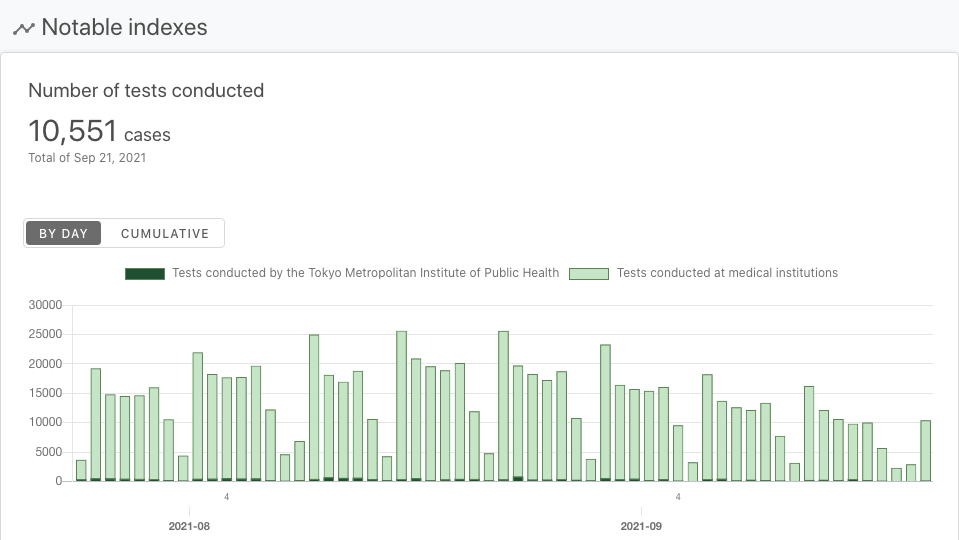 Notable indexes
Number of tests conducted
10,551 cases
Total of Sep 21, 2021
BY DAY CUMULATIVE
Tests conducted by the Tokyo Metropolitan Institute of Public Health Tests conducted at medical institutions
30000
25000
20000
15000
10000
5000
0
4 4
2021-08 2021-09